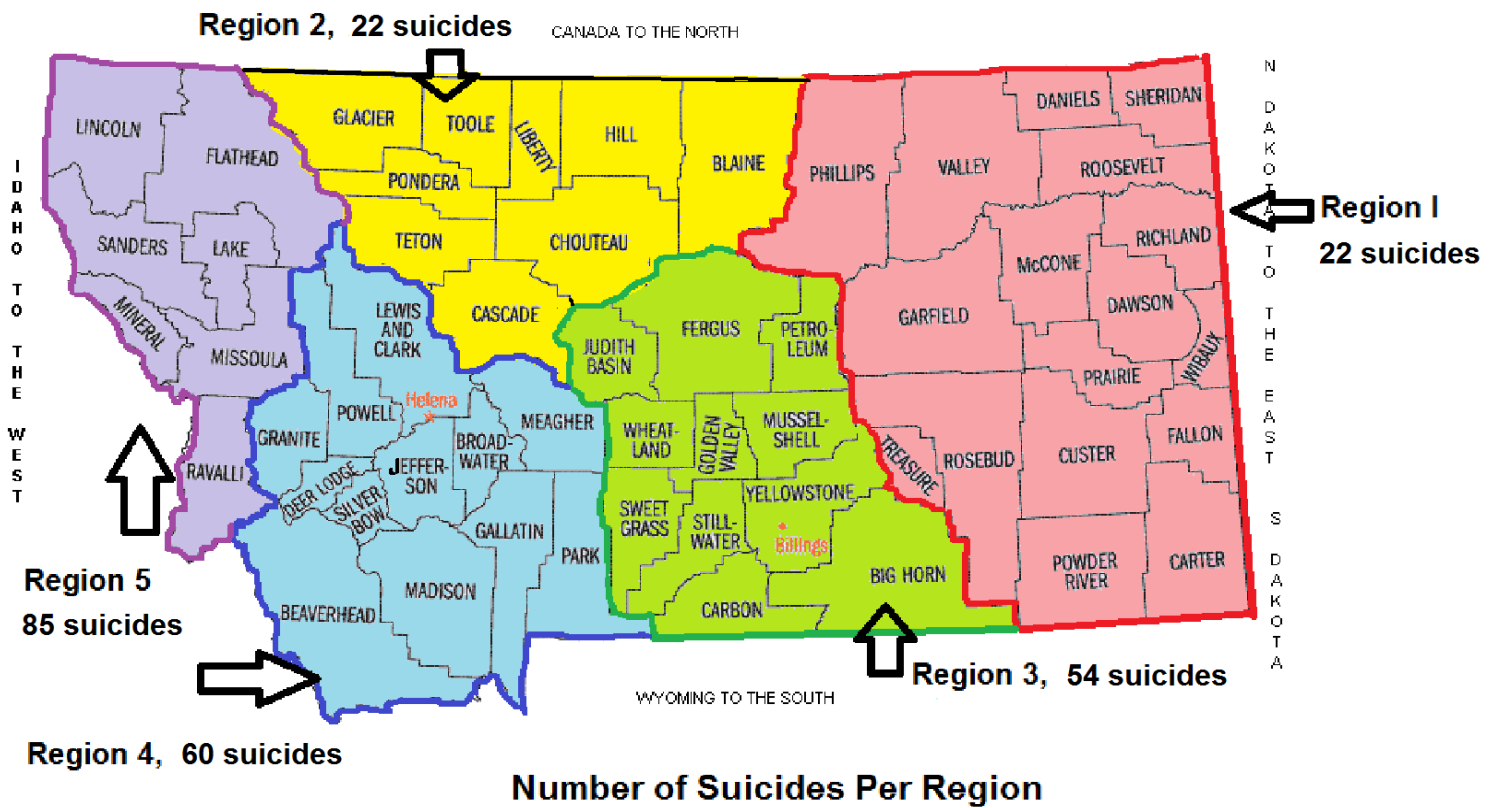 Region 2, 22 suicides
CANADA TO THE NORTH
N DAKOTA TO THE EAST
S DAKOTA
IDAHO TO THE WEST
LINCOLN
FLATHEAD
SANDERS
LAKE
MINERAL
MISSOULA
RAVALLI
GLACIER
TOOLE
LIBERTY
HILL
BLAINE
PONDERA
TETON
CHOUTEAU
CASCADE
PHILLIPS
VALLEY
DANIELS
SHERIDAN
ROOSEVELT
RICHLAND
McCONE
DAWSON
GARFIELD
WIBAUX
PRAIRIE
TREASURE
ROSEBUD
CUSTER
FALLON
POWDER
RIVER
CARTER
Region I
22 suicides
LEWIS
AND
CLARK
Helena
POWELL
GRANITE
MEAGHER
BROAD-
WATER
JEFFER-
SON
DEER LODGE
SILVER
BOW
GALLATIN
PARK
MADISON
BEAVERHEAD
FERGUS
PETRO-
LEUM
JUDITH
BASIN
WHEAT-
LAND
GOLDEN
VALLEY
MUSSEL-
SHELL
SWEET
GRASS
STILL-
WATER
YELLOWSTONE
Billings
BIG HORN
CARBON
Region 5
85 suicides
Region 3, 54 suicides
WYOMING TO THE SOUTH
Region 4, 60 suicides
Number of Suicides Per Region